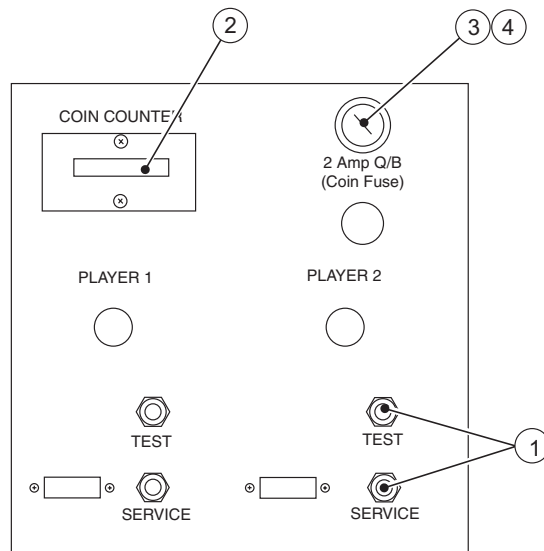 2
3 4
COIN COUNTER
2 Amp Q/B
(Coin Fuse)
PLAYER 1
PLAYER 2
TEST
TEST
1
SERVICE
SERVICE